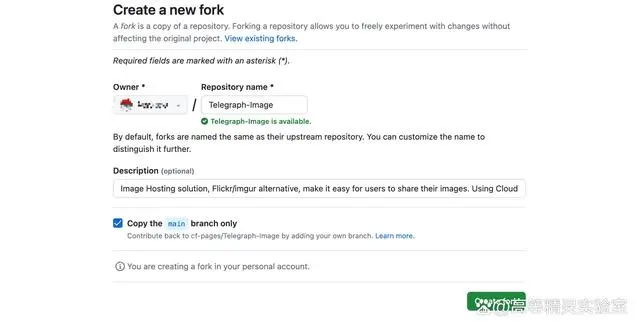 Create a new fork
A fork is a copy of a repository. Forking a repository allows you to freely experiment with changes without
affecting the original project. View existing forks.
Required fields are marked with an asterisk (*).
Owner * Repository name *
/ Telegraph-Image
Telegraph-Image is available.
By default, forks are named the same as their upstream repository. You can customize the name to
distinguish it further.
Description (optional)
Image Hosting solution, Flickr/imgur alternative, make it easy for users to share their images. Using Cloud
Copy the main branch only
Contribute back to cf-pages/Telegraph-Image by adding your own branch. Learn more.
You are creating a fork in your personal account.
Create fork
@高等精灵实验室